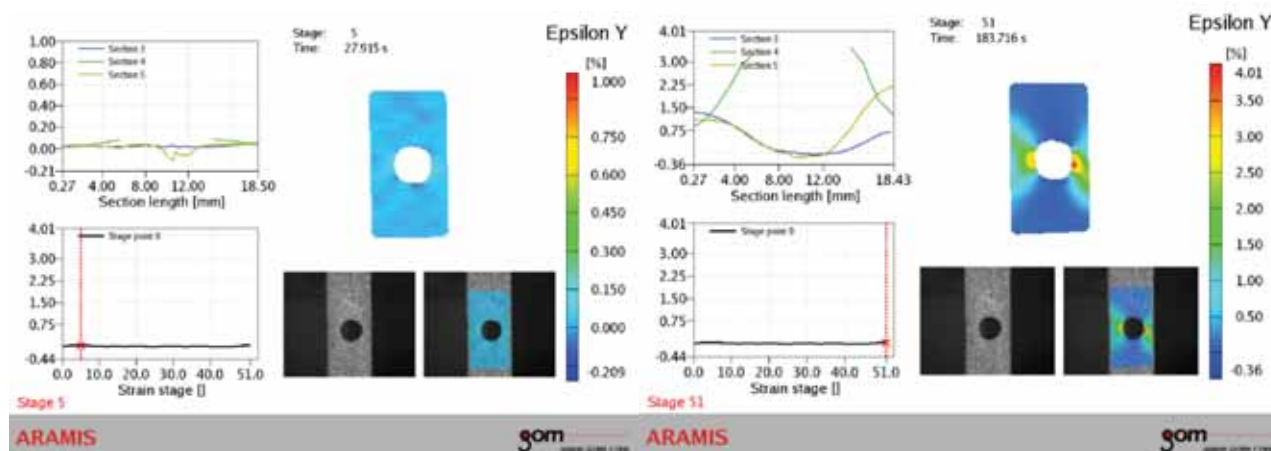 Stage: 5
Time: 27.915 s
Epsilon Y
[%]
1.00
0.80
0.60
0.40
0.20
0.00
-0.21
Section 3
Section 4
Section 5
0.27 4.00 8.00 12.00 18.50
Section length [mm]
1.000
0.750
0.600
0.450
0.300
0.150
0.000
-0.209
4.01
3.00
2.25
1.50
0.75
-0.44
Stage point 0
0.0 10.0 20.0 30.0 40.0 51.0
Strain stage []
Stage 5
ARAMIS
gom
Stage: 51
Time: 183.716 s
Epsilon Y
[%]
4.01
3.00
2.25
1.50
0.75
-0.36
Section 3
Section 4
Section 5
0.27 4.00 8.00 12.00 18.43
Section length [mm]
4.01
3.50
3.00
2.50
2.00
1.50
1.00
0.50
-0.36
4.01
3.00
2.25
1.50
0.75
-0.44
Stage point 0
0.0 10.0 20.0 30.0 40.0 51.0
Strain stage []
Stage 51
ARAMIS
gom